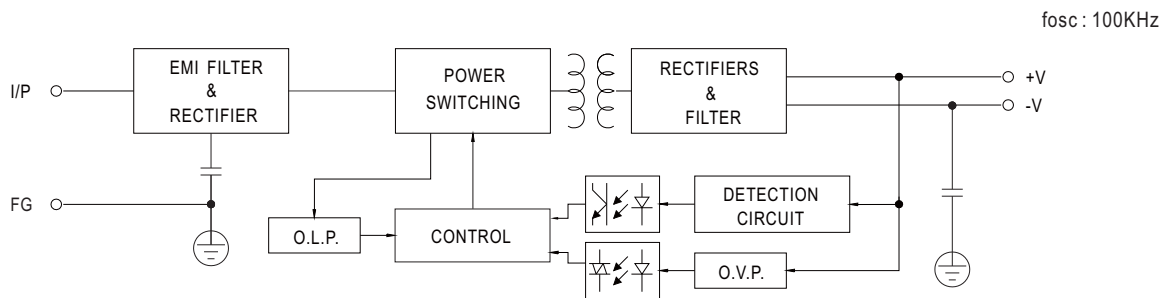 fosc : 100KHz
I/P
EMI FILTER
&
RECTIFIER
POWER
SWITCHING
RECTIFIERS
&
FILTER
+V
-V
FG
O.L.P.
CONTROL
DETECTION
CIRCUIT
O.V.P.